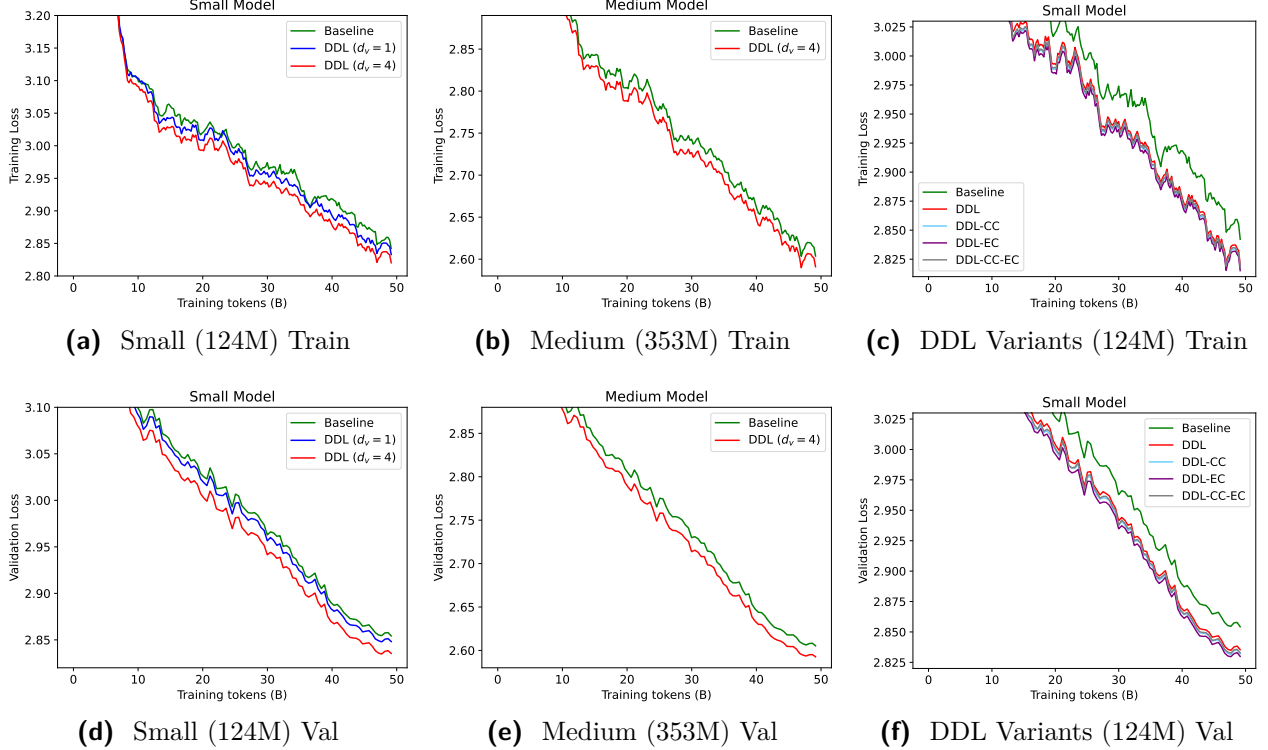 Small Model
3.20
3.15
3.10
3.05
3.00
2.95
2.90
2.85
2.80
Training Loss
Baseline
DDL (d_v = 1)
DDL (d_v = 4)
0 10 20 30 40 50
Training tokens (B)
(a) Small (124M) Train
Medium Model
2.85
2.80
2.75
2.70
2.65
2.60
Training Loss
Baseline
DDL (d_v = 4)
0 10 20 30 40 50
Training tokens (B)
(b) Medium (353M) Train
Small Model
3.025
3.000
2.975
2.950
2.925
2.900
2.875
2.850
2.825
Training Loss
Baseline
DDL
DDL-CC
DDL-EC
DDL-CC-EC
0 10 20 30 40 50
Training tokens (B)
(c) DDL Variants (124M) Train
Small Model
3.10
3.05
3.00
2.95
2.90
2.85
Validation Loss
Baseline
DDL (d_v = 1)
DDL (d_v = 4)
0 10 20 30 40 50
Training tokens (B)
(d) Small (124M) Val
Medium Model
2.85
2.80
2.75
2.70
2.65
2.60
Validation Loss
Baseline
DDL (d_v = 4)
0 10 20 30 40 50
Training tokens (B)
(e) Medium (353M) Val
Small Model
3.025
3.000
2.975
2.950
2.925
2.900
2.875
2.850
2.825
Validation Loss
Baseline
DDL
DDL-CC
DDL-EC
DDL-CC-EC
0 10 20 30 40 50
Training tokens (B)
(f) DDL Variants (124M) Val